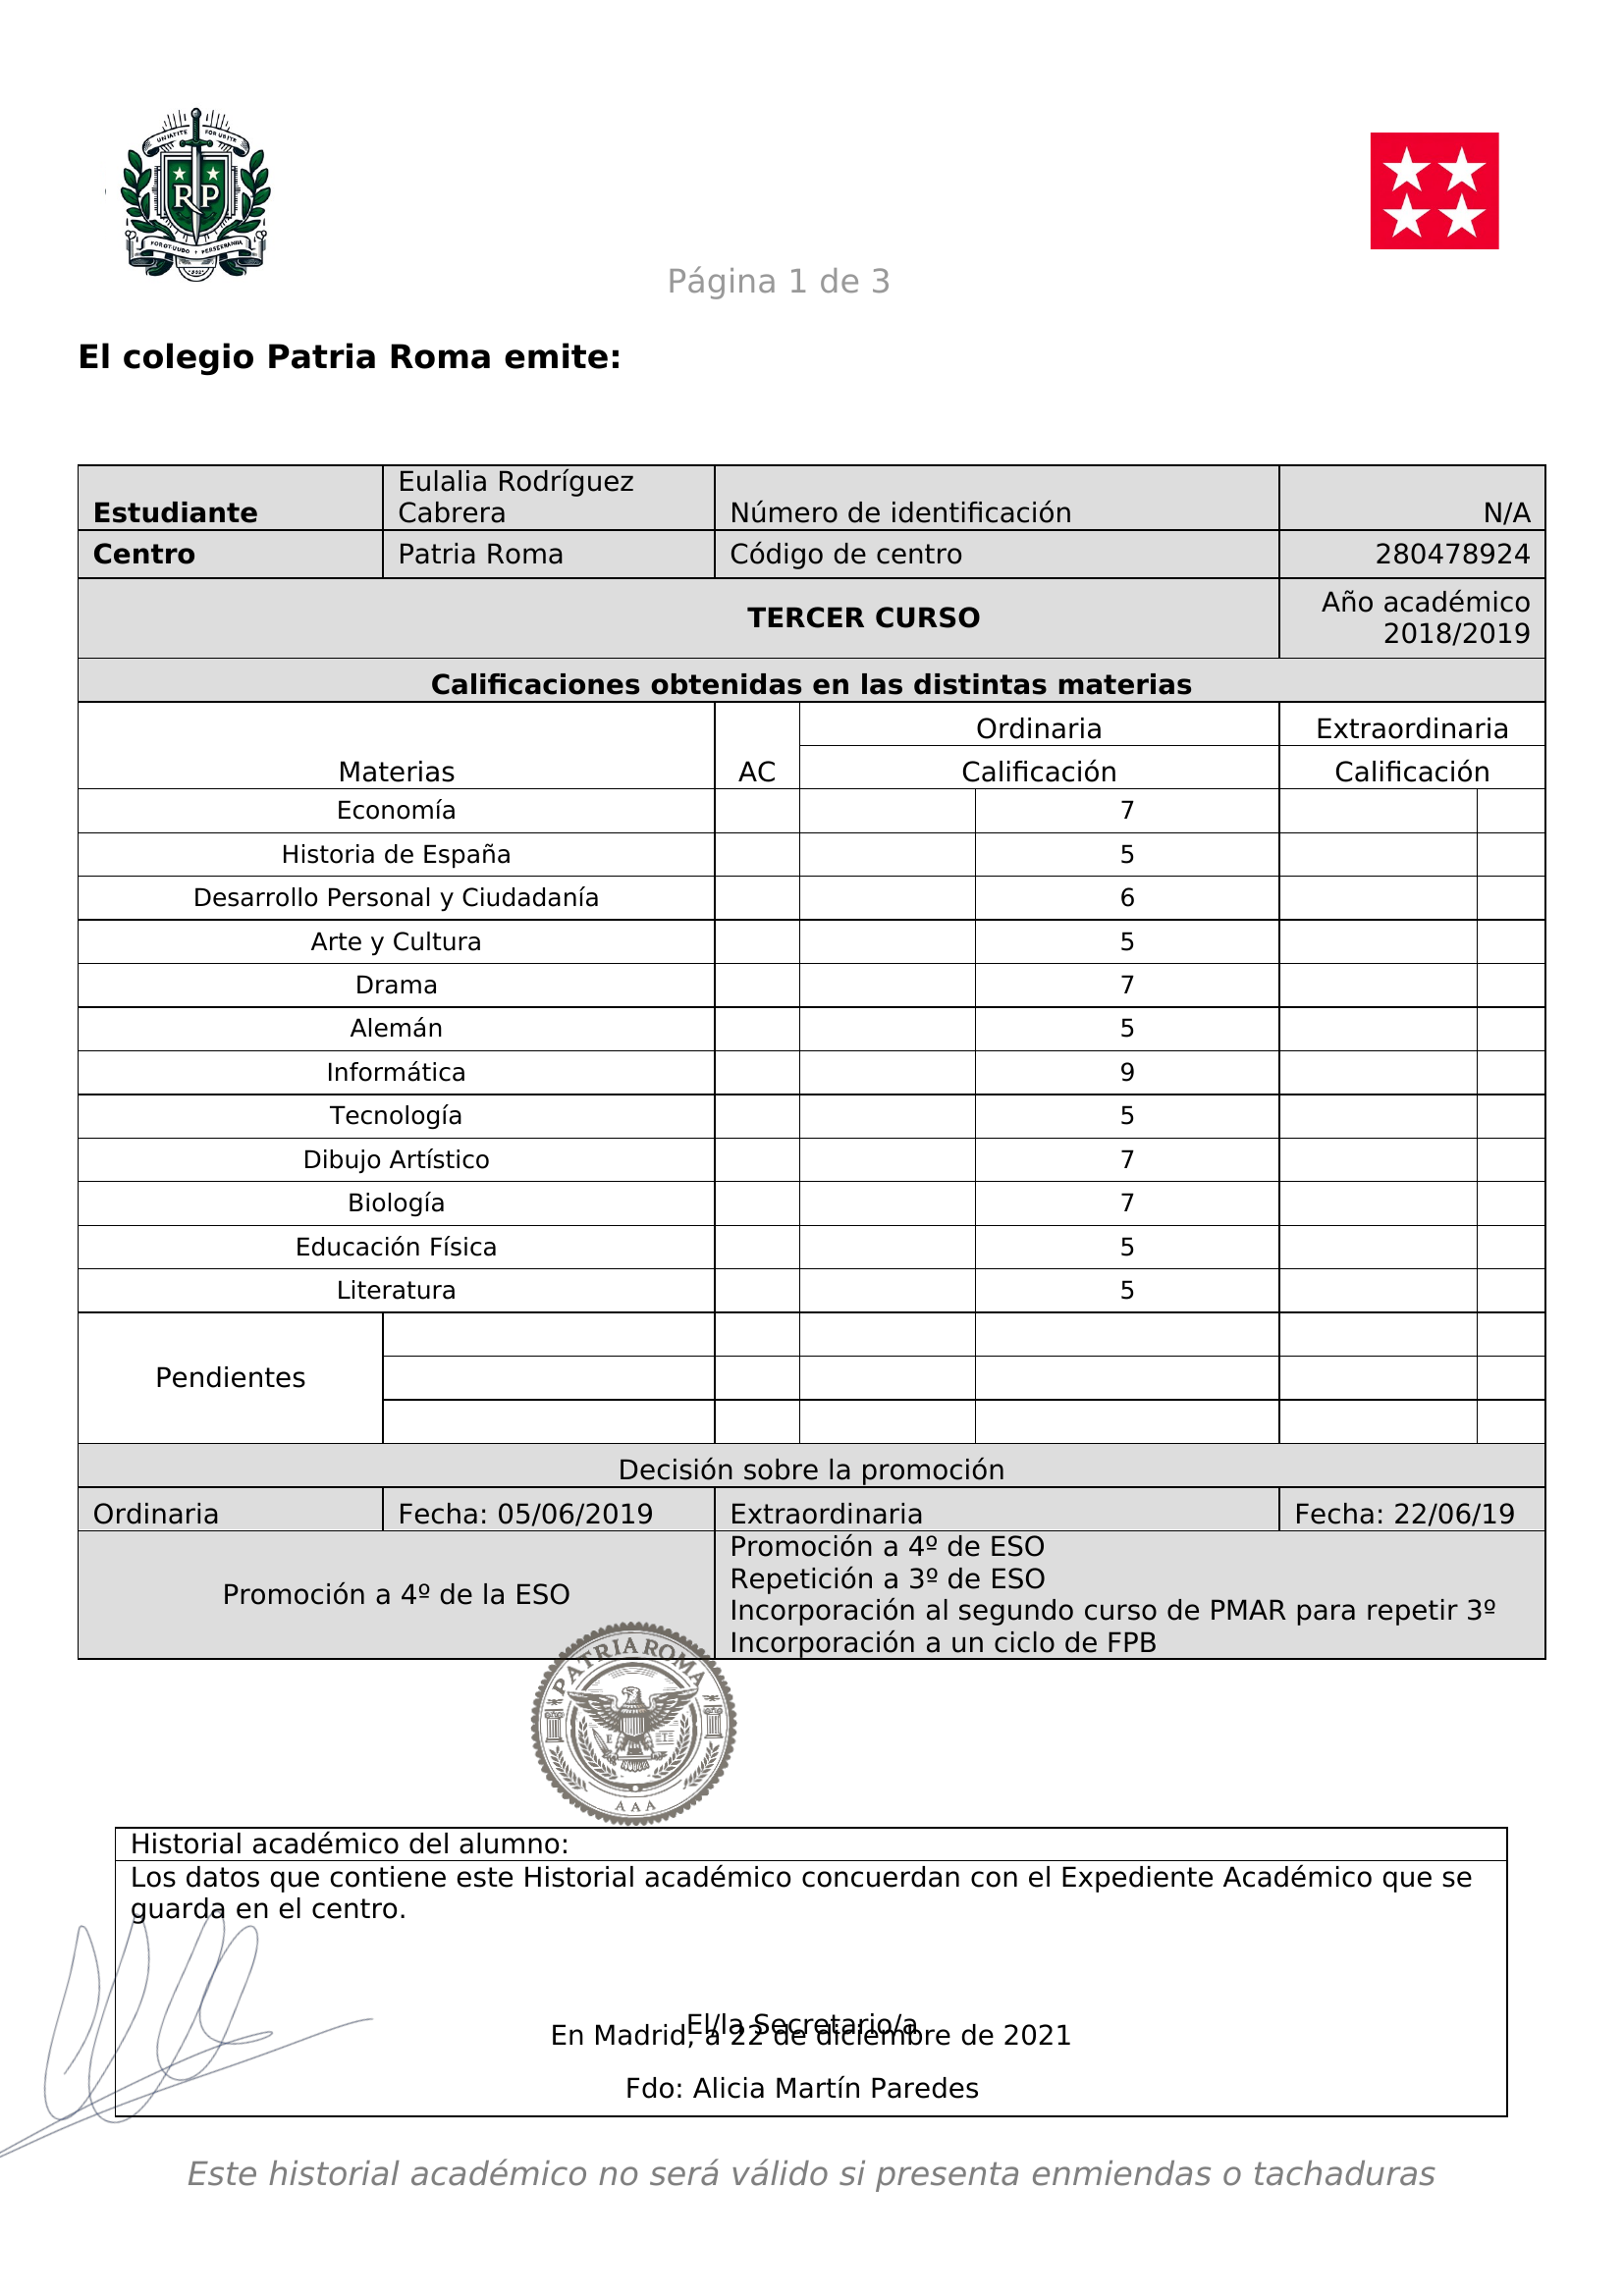 RP
Página 1 de 3
El colegio Patria Roma emite:
Estudiante Eulalia Rodríguez Cabrera Número de identificación N/A
Centro Patria Roma Código de centro 280478924
TERCER CURSO Año académico 2018/2019
Calificaciones obtenidas en las distintas materias
Materias AC Ordinaria Extraordinaria
Calificación Calificación
Economía 7
Historia de España 5
Desarrollo Personal y Ciudadanía 6
Arte y Cultura 5
Drama 7
Alemán 5
Informática 9
Tecnología 5
Dibujo Artístico 7
Biología 7
Educación Física 5
Literatura 5
Pendientes
Decisión sobre la promoción
Ordinaria Fecha: 05/06/2019 Extraordinaria Fecha: 22/06/19
Promoción a 4º de la ESO
Promoción a 4º de ESO
Repetición a 3º de ESO
Incorporación al segundo curso de PMAR para repetir 3º
Incorporación a un ciclo de FPB
PATRIA ROMA
AAA
Historial académico del alumno:
Los datos que contiene este Historial académico concuerdan con el Expediente Académico que se
guarda en el centro.
El/la Secretario/a
En Madrid, a 22 de diciembre de 2021
Fdo: Alicia Martín Paredes
Este historial académico no será válido si presenta enmiendas o tachaduras